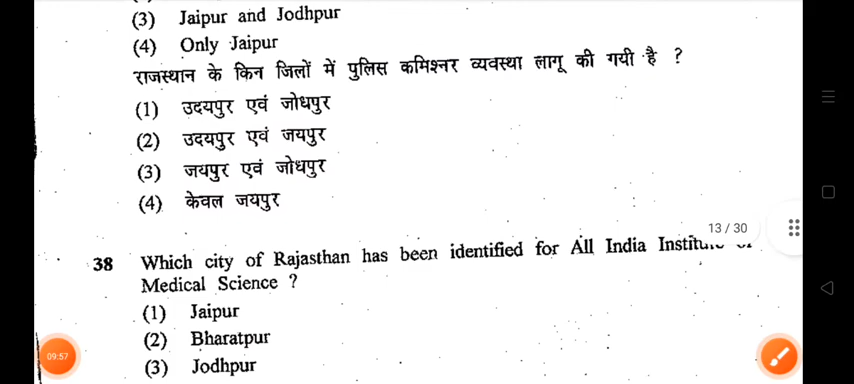 (3) Jaipur and Jodhpur
(4) Only Jaipur
राजस्थान के किन जिलों में पुलिस कमिश्नर व्यवस्था लागू की गयी है ?
(1) उदयपुर एवं जोधपुर
(2) उदयपुर एवं जयपुर
(3) जयपुर एवं जोधपुर
(4) केवल जयपुर
13 / 30
38 Which city of Rajasthan has been identified for All India
Medical Science ?
(1) Jaipur
(2) Bharatpur
09:57
(3) Jodhpur